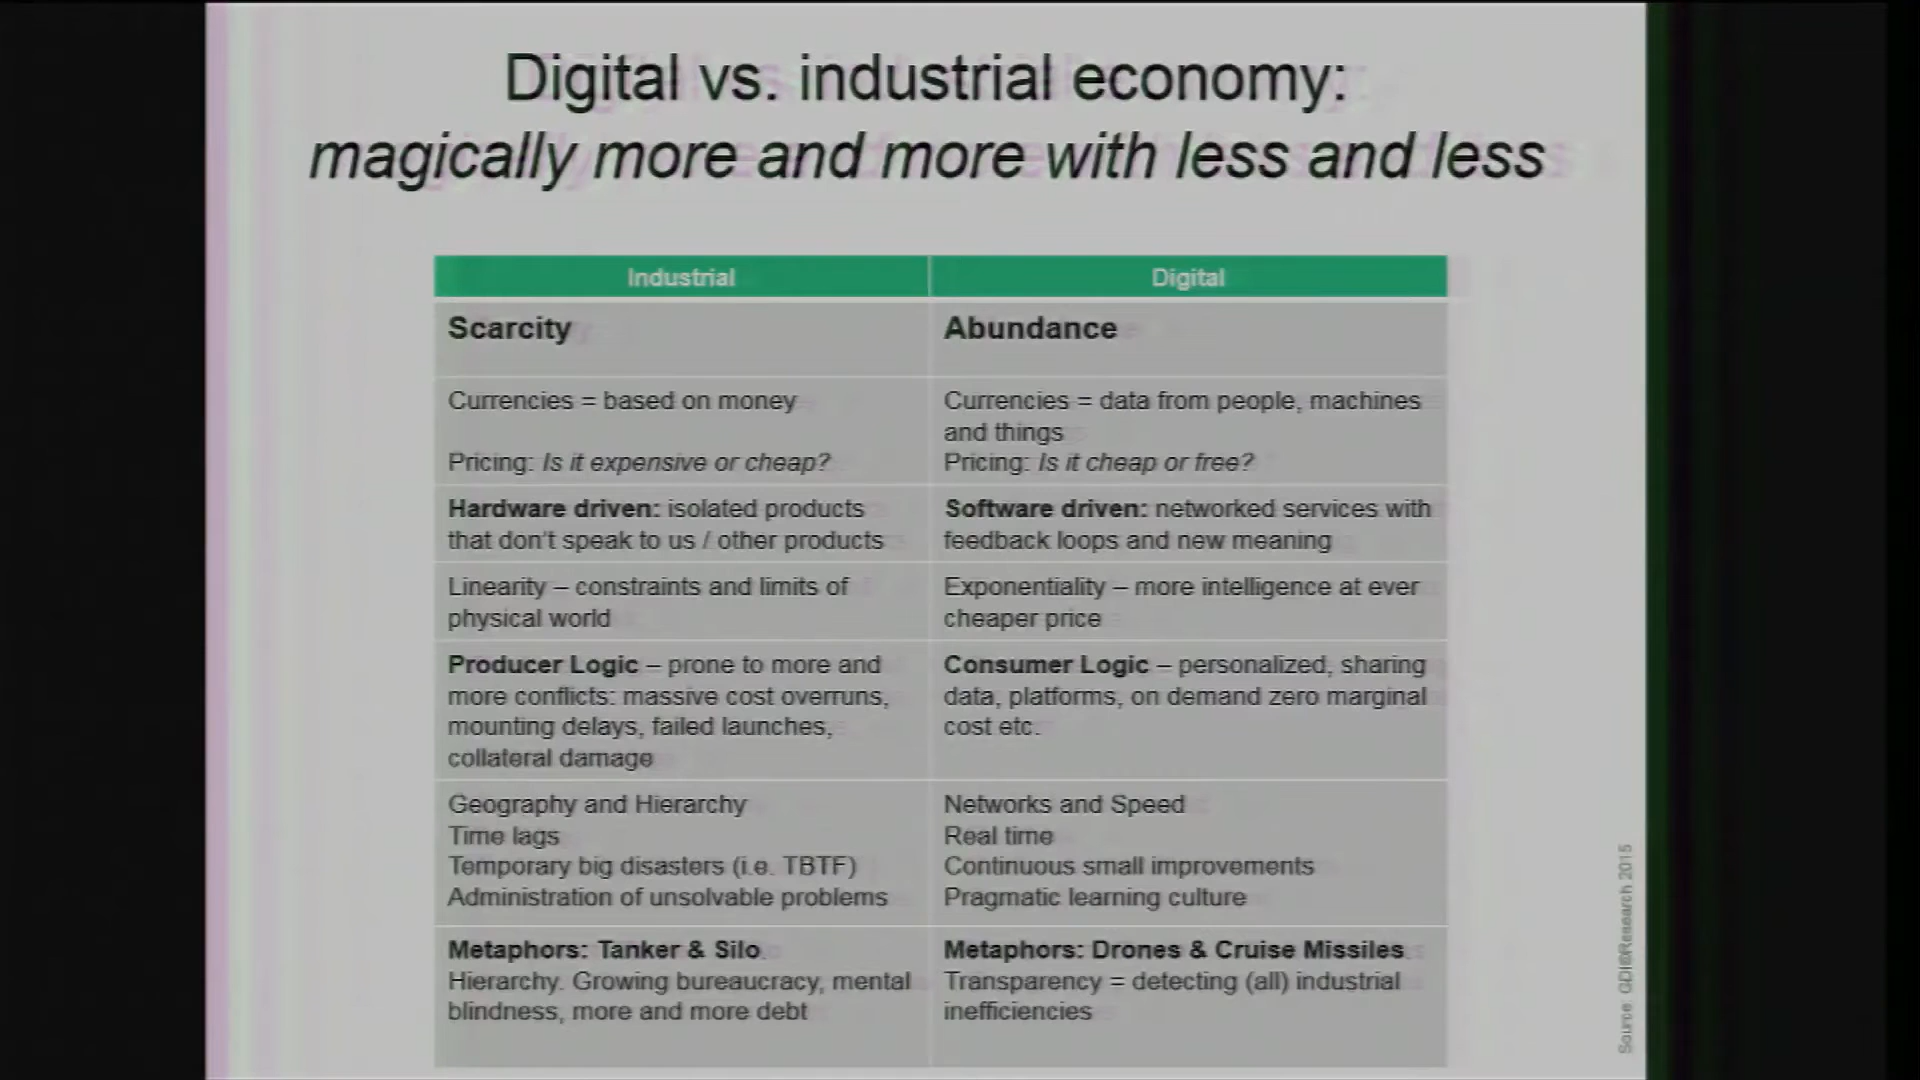 Digital vs. industrial economy:
magically more and more with less and less
Industrial
Digital
Scarcity
Abundance
Currencies = based on money
Pricing: Is it expensive or cheap?
Currencies = data from people, machines
and things
Pricing: Is it cheap or free?
Hardware driven: isolated products
that don't speak to us / other products
Software driven: networked services with
feedback loops and new meaning
Linearity – constraints and limits of
physical world
Exponentiality – more intelligence at ever
cheaper price
Producer Logic – prone to more and
more conflicts: massive cost overruns,
mounting delays, failed launches,
collateral damage
Consumer Logic – personalized, sharing
data, platforms, on demand zero marginal
cost etc.
Geography and Hierarchy
Time lags
Temporary big disasters (i.e. TBTF)
Administration of unsolvable problems
Networks and Speed
Real time
Continuous small improvements
Pragmatic learning culture
Metaphors: Tanker & Silo
Hierarchy. Growing bureaucracy, mental
blindness, more and more debt
Metaphors: Drones & Cruise Missiles
Transparency = detecting (all) industrial
inefficiencies
Source: GDI©Research 2015